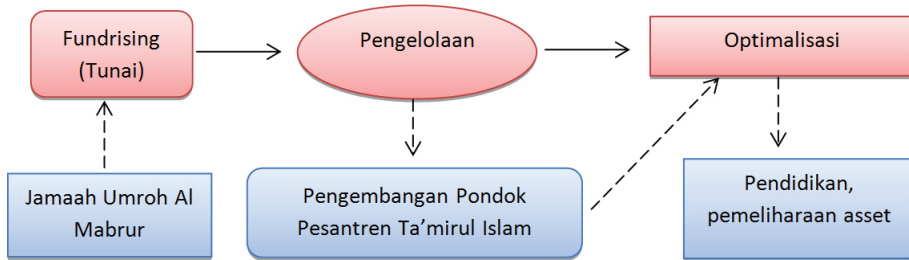 Fundrising
(Tunai)
Pengelolaan
Optimalisasi
Jamaah Umroh Al
Mabrur
Pengembangan Pondok
Pesantren Ta’mirul Islam
Pendidikan,
pemeliharaan asset